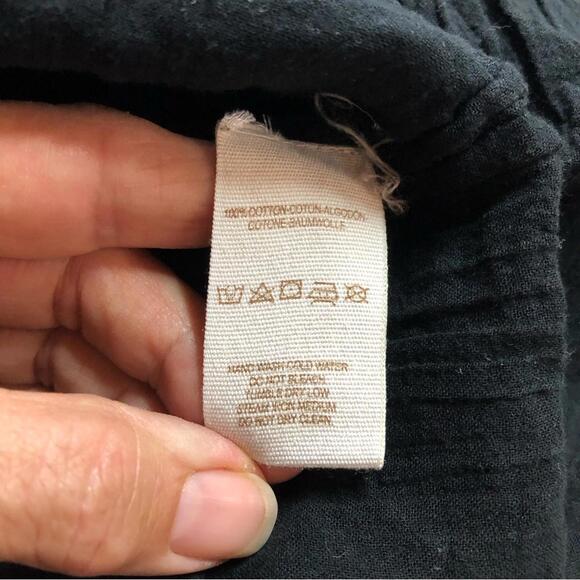 100% COTTON-COTON-ALGODON
COTONE-BAUMWOLLE
HAND WASH COLD WATER
DO NOT BLEACH
TUMBLE DRY LOW
STEAM IRON MEDIUM
DO NOT DRY CLEAN